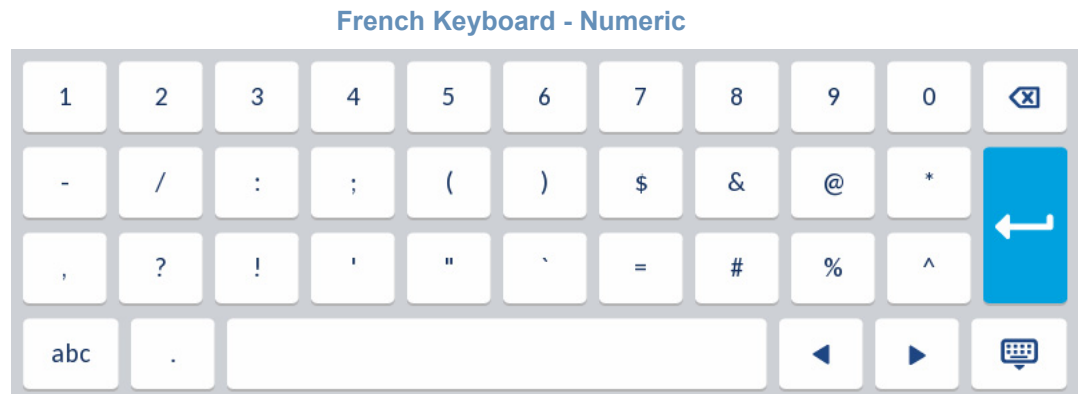 French Keyboard - Numeric
1 2 3 4 5 6 7 8 9 0
- / : ; ( ) $ & @ *
, ? ! ' " ` = # % ^
abc .